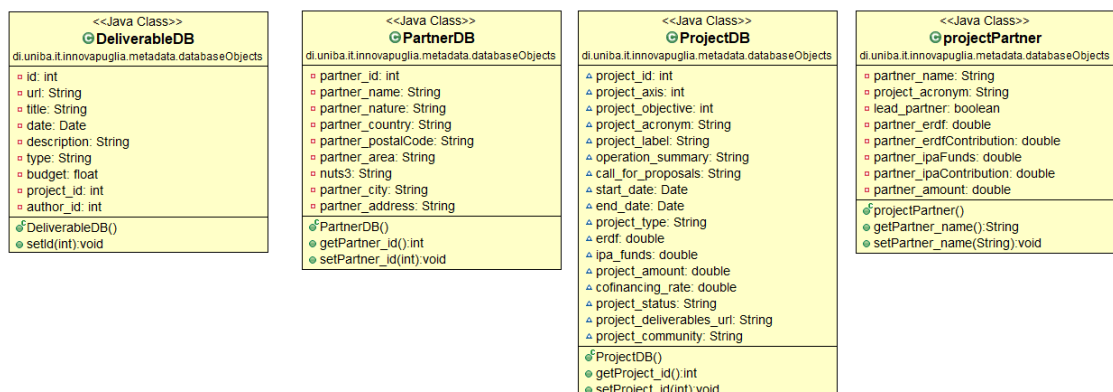 <<Java Class>>
DeliverableDB
di.uniba.it.innovapuglia.metadata.databaseObjects
id: int
url: String
title: String
date: Date
description: String
type: String
budget: float
project_id: int
author_id: int
DeliverableDB()
setId(int):void
<<Java Class>>
PartnerDB
di.uniba.it.innovapuglia.metadata.databaseObjects
partner_id: int
partner_name: String
partner_nature: String
partner_country: String
partner_postalCode: String
partner_area: String
nuts3: String
partner_city: String
partner_address: String
PartnerDB()
getPartner_id():int
setPartner_id(int):void
<<Java Class>>
ProjectDB
di.uniba.it.innovapuglia.metadata.databaseObjects
project_id: int
project_axis: int
project_objective: int
project_acronym: String
project_label: String
operation_summary: String
call_for_proposals: String
start_date: Date
end_date: Date
project_type: String
erdf: double
ipa_funds: double
project_amount: double
cofinancing_rate: double
project_status: String
project_deliverables_url: String
project_community: String
ProjectDB()
getProject_id():int
setProject_id(int):void
<<Java Class>>
projectPartner
di.uniba.it.innovapuglia.metadata.databaseObjects
partner_name: String
project_acronym: String
lead_partner: boolean
partner_erdf: double
partner_erdfContribution: double
partner_ipaFunds: double
partner_ipaContribution: double
partner_amount: double
projectPartner()
getPartner_name():String
setPartner_name(String):void